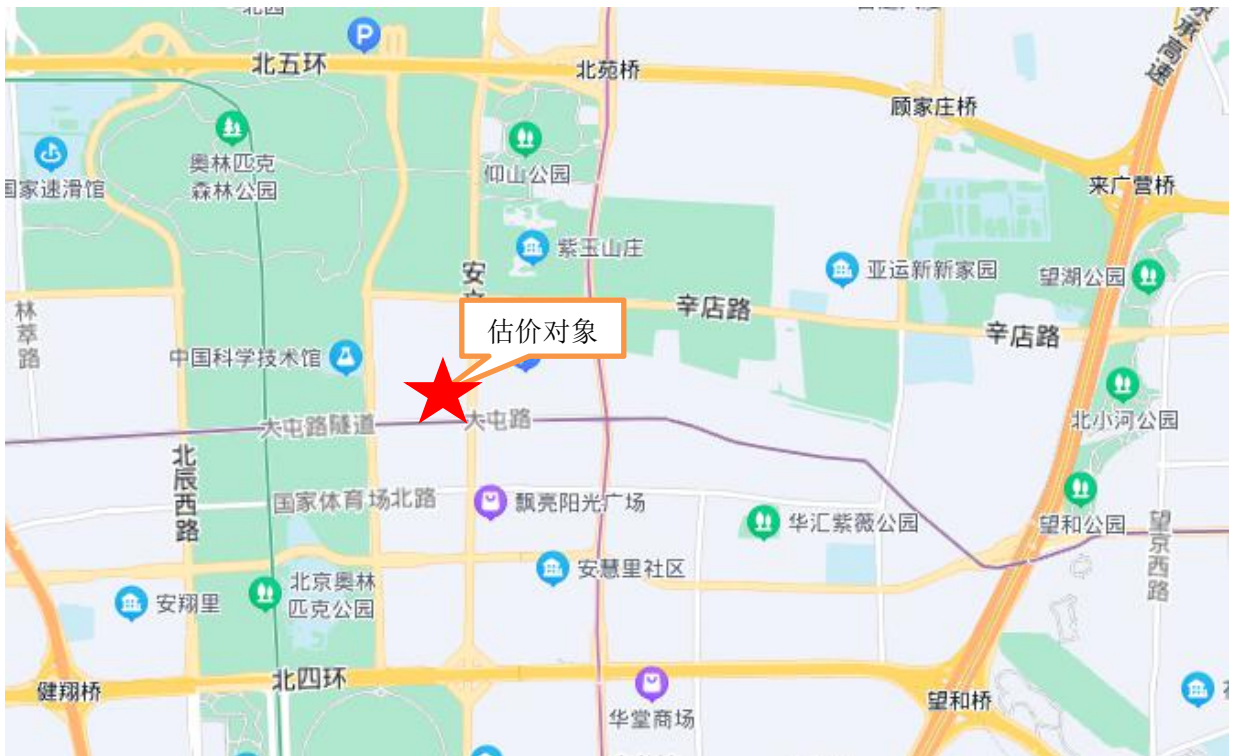 P
北五环
北苑桥
京承高速
顾家庄桥
奥林匹克
森林公园
国家速滑馆
仰山公园
来广营桥
紫玉山庄
安立
亚运新新家园
望湖公园
林萃路
辛店路
估价对象
辛店路
中国科学技术馆
大屯路隧道
大屯路
北小河公园
北辰西路
国家体育场北路
飘亮阳光广场
华汇紫薇公园
望和公园
望京西路
安慧里社区
北京奥林
匹克公园
安翔里
北四环
健翔桥
望和桥
华堂商场